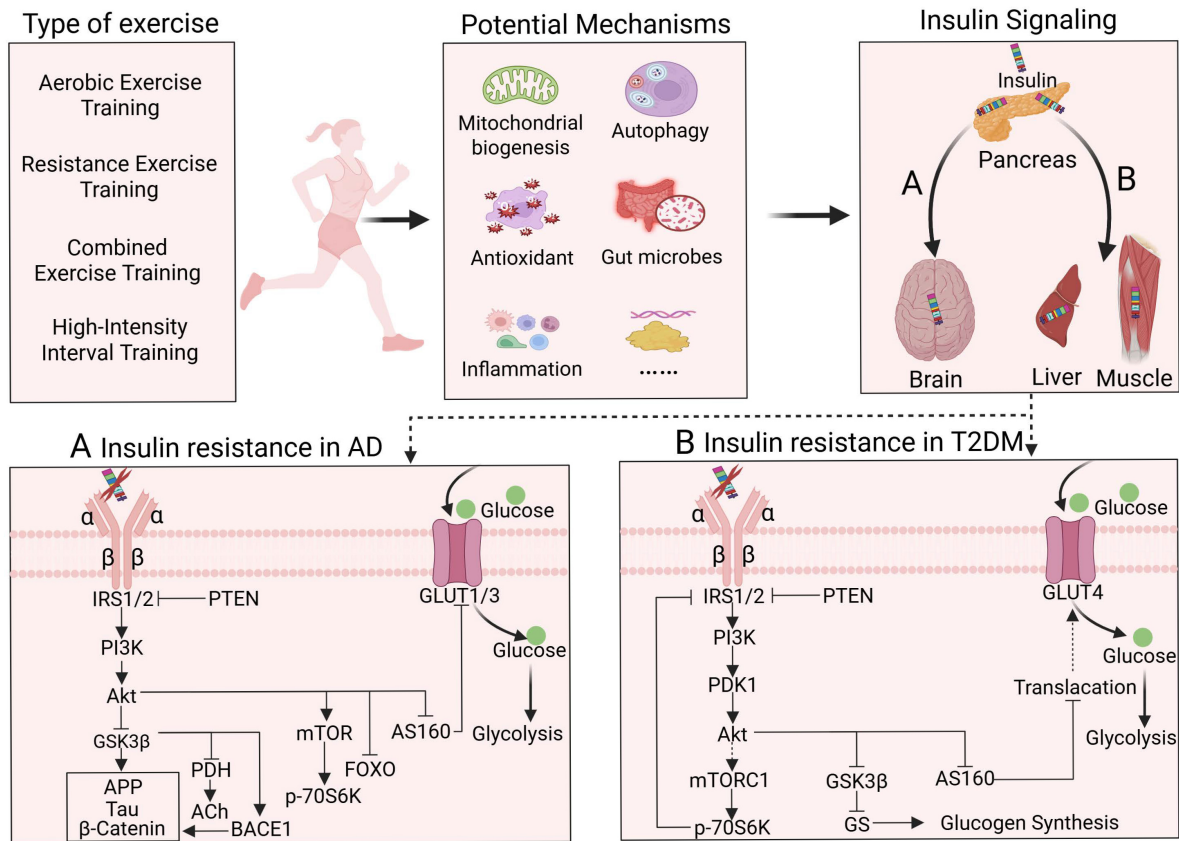 Type of exercise
Aerobic Exercise
Training
Resistance Exercise
Training
Combined
Exercise Training
High-Intensity
Interval Training
Potential Mechanisms
Mitochondrial
biogenesis
Autophagy
Antioxidant
Gut microbes
Inflammation
......
Insulin Signaling
Insulin
Pancreas
A
B
Brain
Liver
Muscle
A Insulin resistance in AD
α
α
β
β
Glucose
IRS1/2
PTEN
GLUT1/3
PI3K
Glucose
Akt
mTOR
AS160
Glycolysis
GSK3β
PDH
FOXO
APP
Tau
β-Catenin
ACh
p-70S6K
BACE1
B Insulin resistance in T2DM
α
α
β
β
Glucose
IRS1/2
PTEN
GLUT4
PI3K
Glucose
PDK1
Translacation
Akt
Glycolysis
mTORC1
GSK3β
AS160
p-70S6K
GS
Glucogen Synthesis